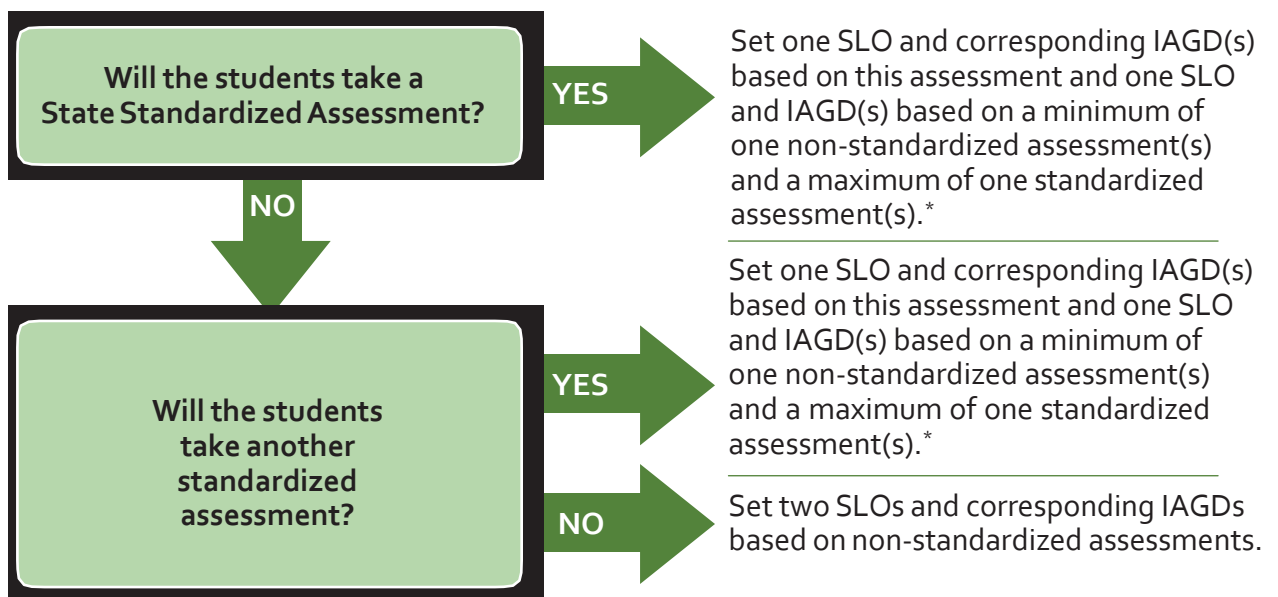 Will the students take a
State Standardized Assessment?
YES
Set one SLO and corresponding IAGD(s)
based on this assessment and one SLO
and IAGD(s) based on a minimum of
one non-standardized assessment(s)
and a maximum of one standardized
assessment(s).*
NO
Will the students
take another
standardized
assessment?
YES
Set one SLO and corresponding IAGD(s)
based on this assessment and one SLO
and IAGD(s) based on a minimum of
one non-standardized assessment(s)
and a maximum of one standardized
assessment(s).*
NO
Set two SLOs and corresponding IAGDs
based on non-standardized assessments.